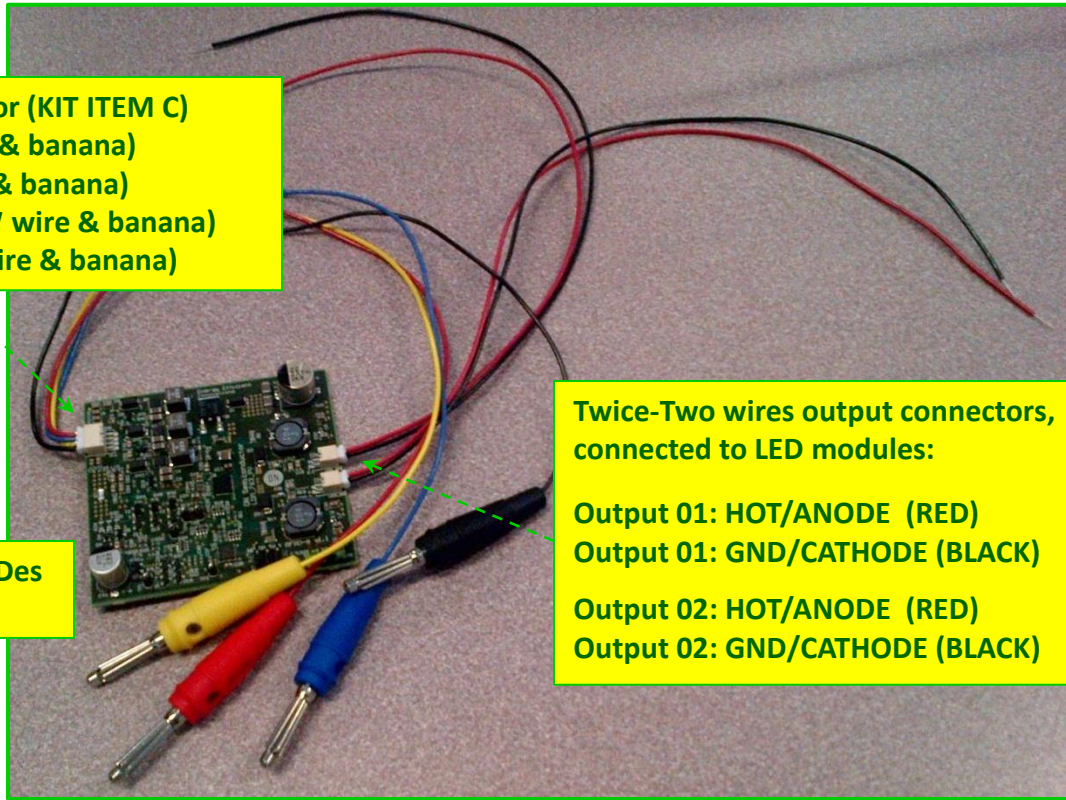 or (KIT ITEM C)
& banana)
& banana)
wire & banana)
ire & banana)
Des
Twice-Two wires output connectors,
connected to LED modules:
Output 01: HOT/ANODE (RED)
Output 01: GND/CATHODE (BLACK)
Output 02: HOT/ANODE (RED)
Output 02: GND/CATHODE (BLACK)
ON